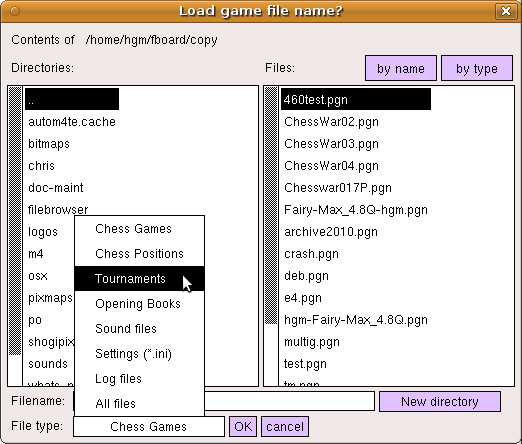 Load game file name?
Contents of /home/hgm/fboard/copy
Directories:
Files:
by name
by type
..
autom4te.cache
bitmaps
chris
doc-maint
filebrowser
logos
m4
osx
pixmaps
po
shogipix
sounds
460test.pgn
ChessWar02.pgn
ChessWar03.pgn
ChessWar04.pgn
Chesswar017P.pgn
Fairy-Max_4.8Q-hgm.pgn
archive2010.pgn
crash.pgn
deb.pgn
e4.pgn
hgm-Fairy-Max_4.8Q.pgn
multig.pgn
test.pgn
tm.pgn
Chess Games
Chess Positions
Tournaments
Opening Books
Sound files
Settings (*.ini)
Log files
All files
Filename:
New directory
File type:
Chess Games
OK
cancel